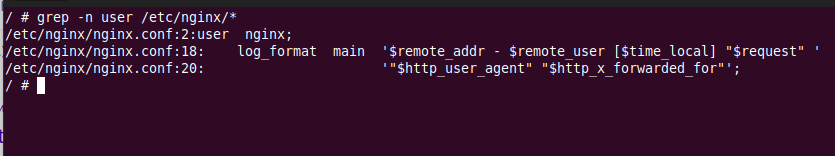 / # grep -n user /etc/nginx/*
/etc/nginx/nginx.conf:2:user  nginx;
/etc/nginx/nginx.conf:18:    log_format  main  '$remote_addr - $remote_user [$time_local] "$request" '
/etc/nginx/nginx.conf:20:                      '"$http_user_agent" "$http_x_forwarded_for"';
/ #